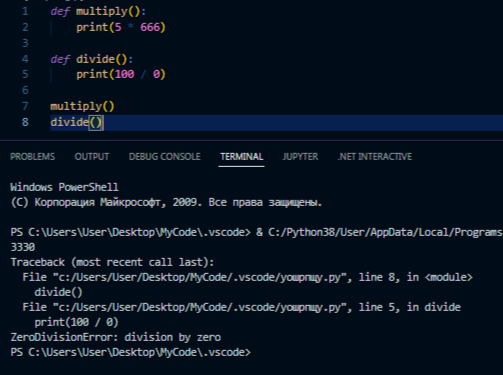 1 def multiply():
2 print(5 * 666)
3
4 def divide():
5 print(100 / 0)
6
7 multiply()
8 divide()
PROBLEMS OUTPUT DEBUG CONSOLE TERMINAL JUPYTER .NET INTERACTIVE
Windows PowerShell
(C) Корпорация Майкрософт, 2009. Все права защищены.
PS C:\Users\User\Desktop\MyCode\.vscode> & C:/Python38/User/AppData/Local/Programs
3330
Traceback (most recent call last):
File "c:/Users/User/Desktop/MyCode/.vscode/yoшрпщу.py", line 8, in <module>
divide()
File "c:/Users/User/Desktop/MyCode/.vscode/yoшрпщу.py", line 5, in divide
print(100 / 0)
ZeroDivisionError: division by zero
PS C:\Users\User\Desktop\MyCode\.vscode>